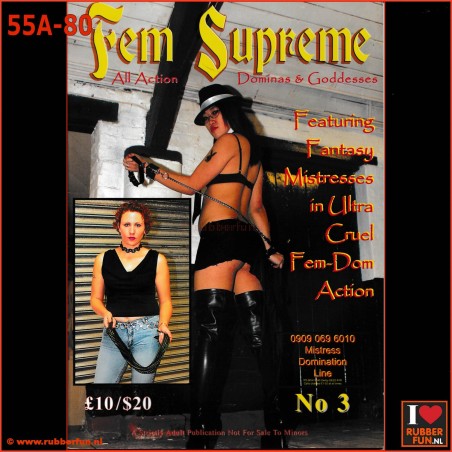 55A-80
Fem Supreme
All Action Dominas & Goddesses
Featuring
Fantasy
Mistresses
in Ultra
Cruel
Fem-Dom
Action
0909 069 6010
Mistress
Domination
Line
£10/$20
No 3
Adult Publication Not For Sale To Minors
I
RUBBER
FUN.NL
© www.rubberfun.nl